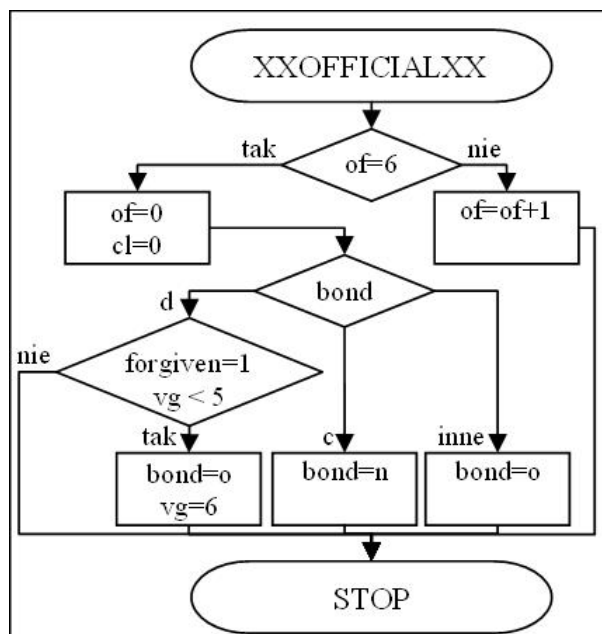 XXOFFICIALXX
tak
of=6
nie
of=0
cl=0
of=of+1
bond
d
nie
forgiven=1
vg < 5
tak
c
inne
bond=o
vg=6
bond=n
bond=o
STOP